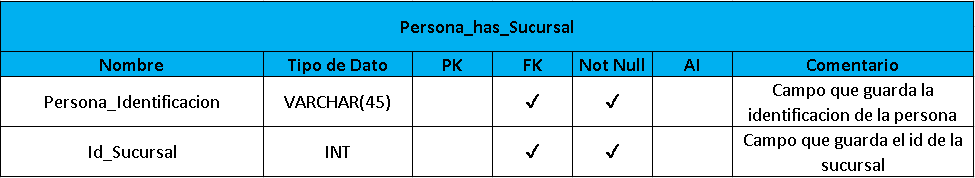 Persona_has_Sucursal
Nombre Tipo de Dato PK FK Not Null AI Comentario
Persona_Identificacion VARCHAR(45) ✓ ✓ Campo que guarda la
identificacion de la persona
Id_Sucursal INT ✓ ✓ Campo que guarda el id de la
sucursal